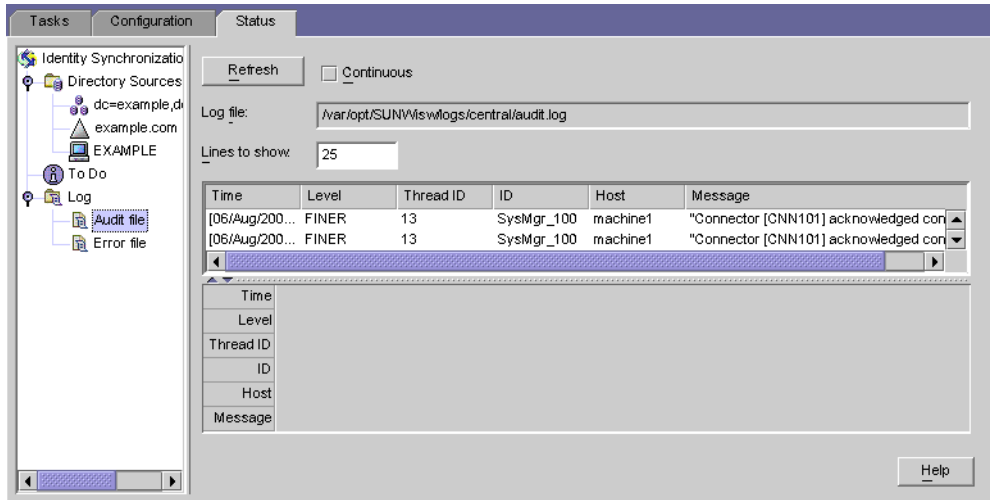 Tasks Configuration Status
Identity Synchronizatio
Directory Sources
dc=example,d
example.com
EXAMPLE
To Do
Log
Audit file
Error file
Refresh Continuous
Log file: /var/opt/SUNWisw/logs/central/audit.log
Lines to show: 25
Time Level Thread ID ID Host Message
[06/Aug/200... FINER 13 SysMgr_100 machine1 "Connector [CNN101] acknowledged con
[06/Aug/200... FINER 13 SysMgr_100 machine1 "Connector [CNN101] acknowledged con
Time
Level
Thread ID
ID
Host
Message
Help